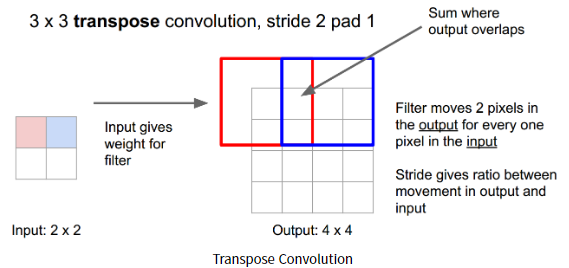 3 x 3 transpose convolution, stride 2 pad 1
Sum where
output overlaps
Input gives
weight for
filter
Filter moves 2 pixels in
the output for every one
pixel in the input
Stride gives ratio between
movement in output and
input
Input: 2 x 2
Output: 4 x 4
Transpose Convolution